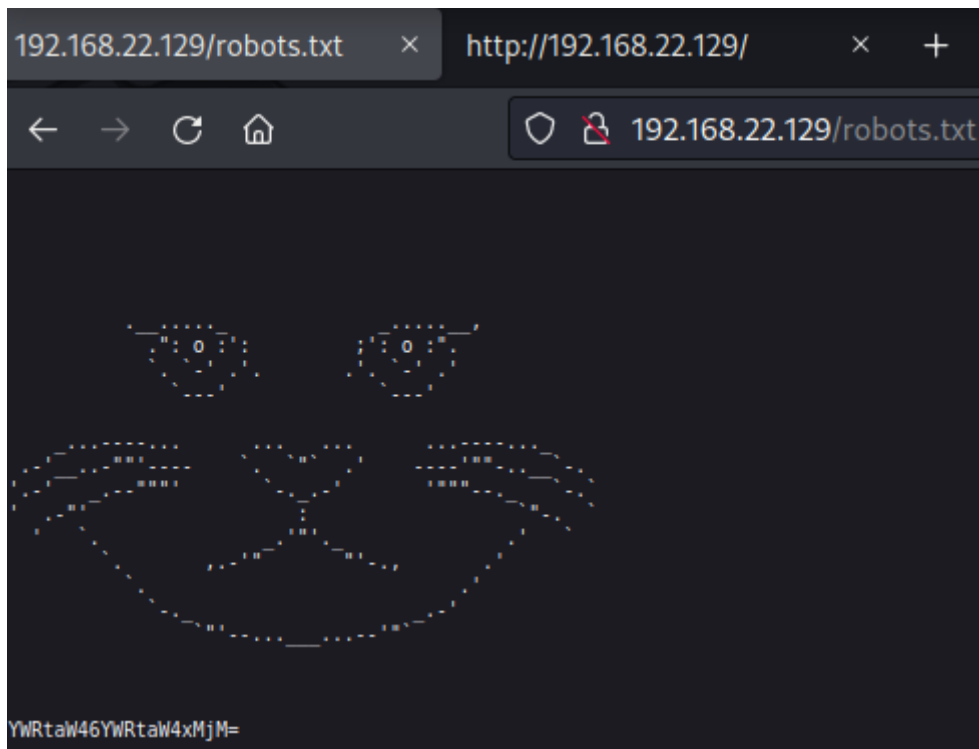 192.168.22.129/robots.txt × http://192.168.22.129/ × +
192.168.22.129/robots.txt
YWRtaW46YWRtaW4xMjM=